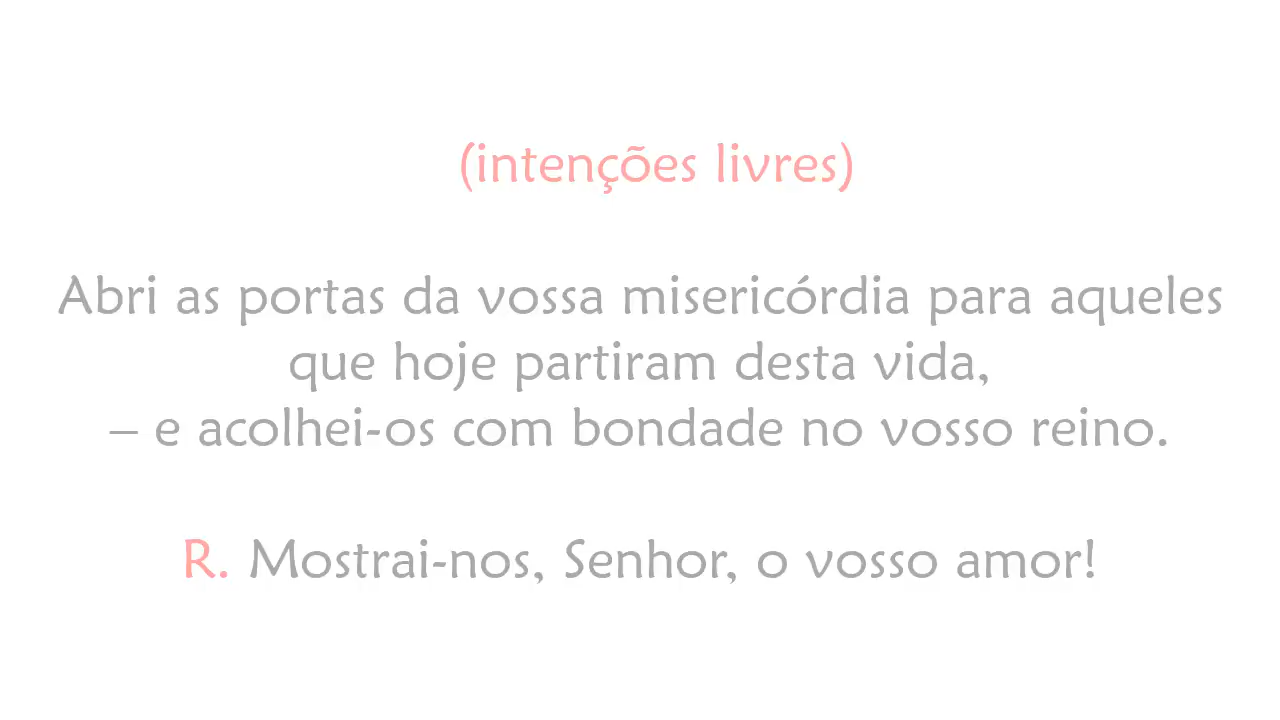 (intenções livres)
Abri as portas da vossa misericórdia para aqueles
que hoje partiram desta vida,
– e acolhei-os com bondade no vosso reino.
R. Mostrai-nos, Senhor, o vosso amor!